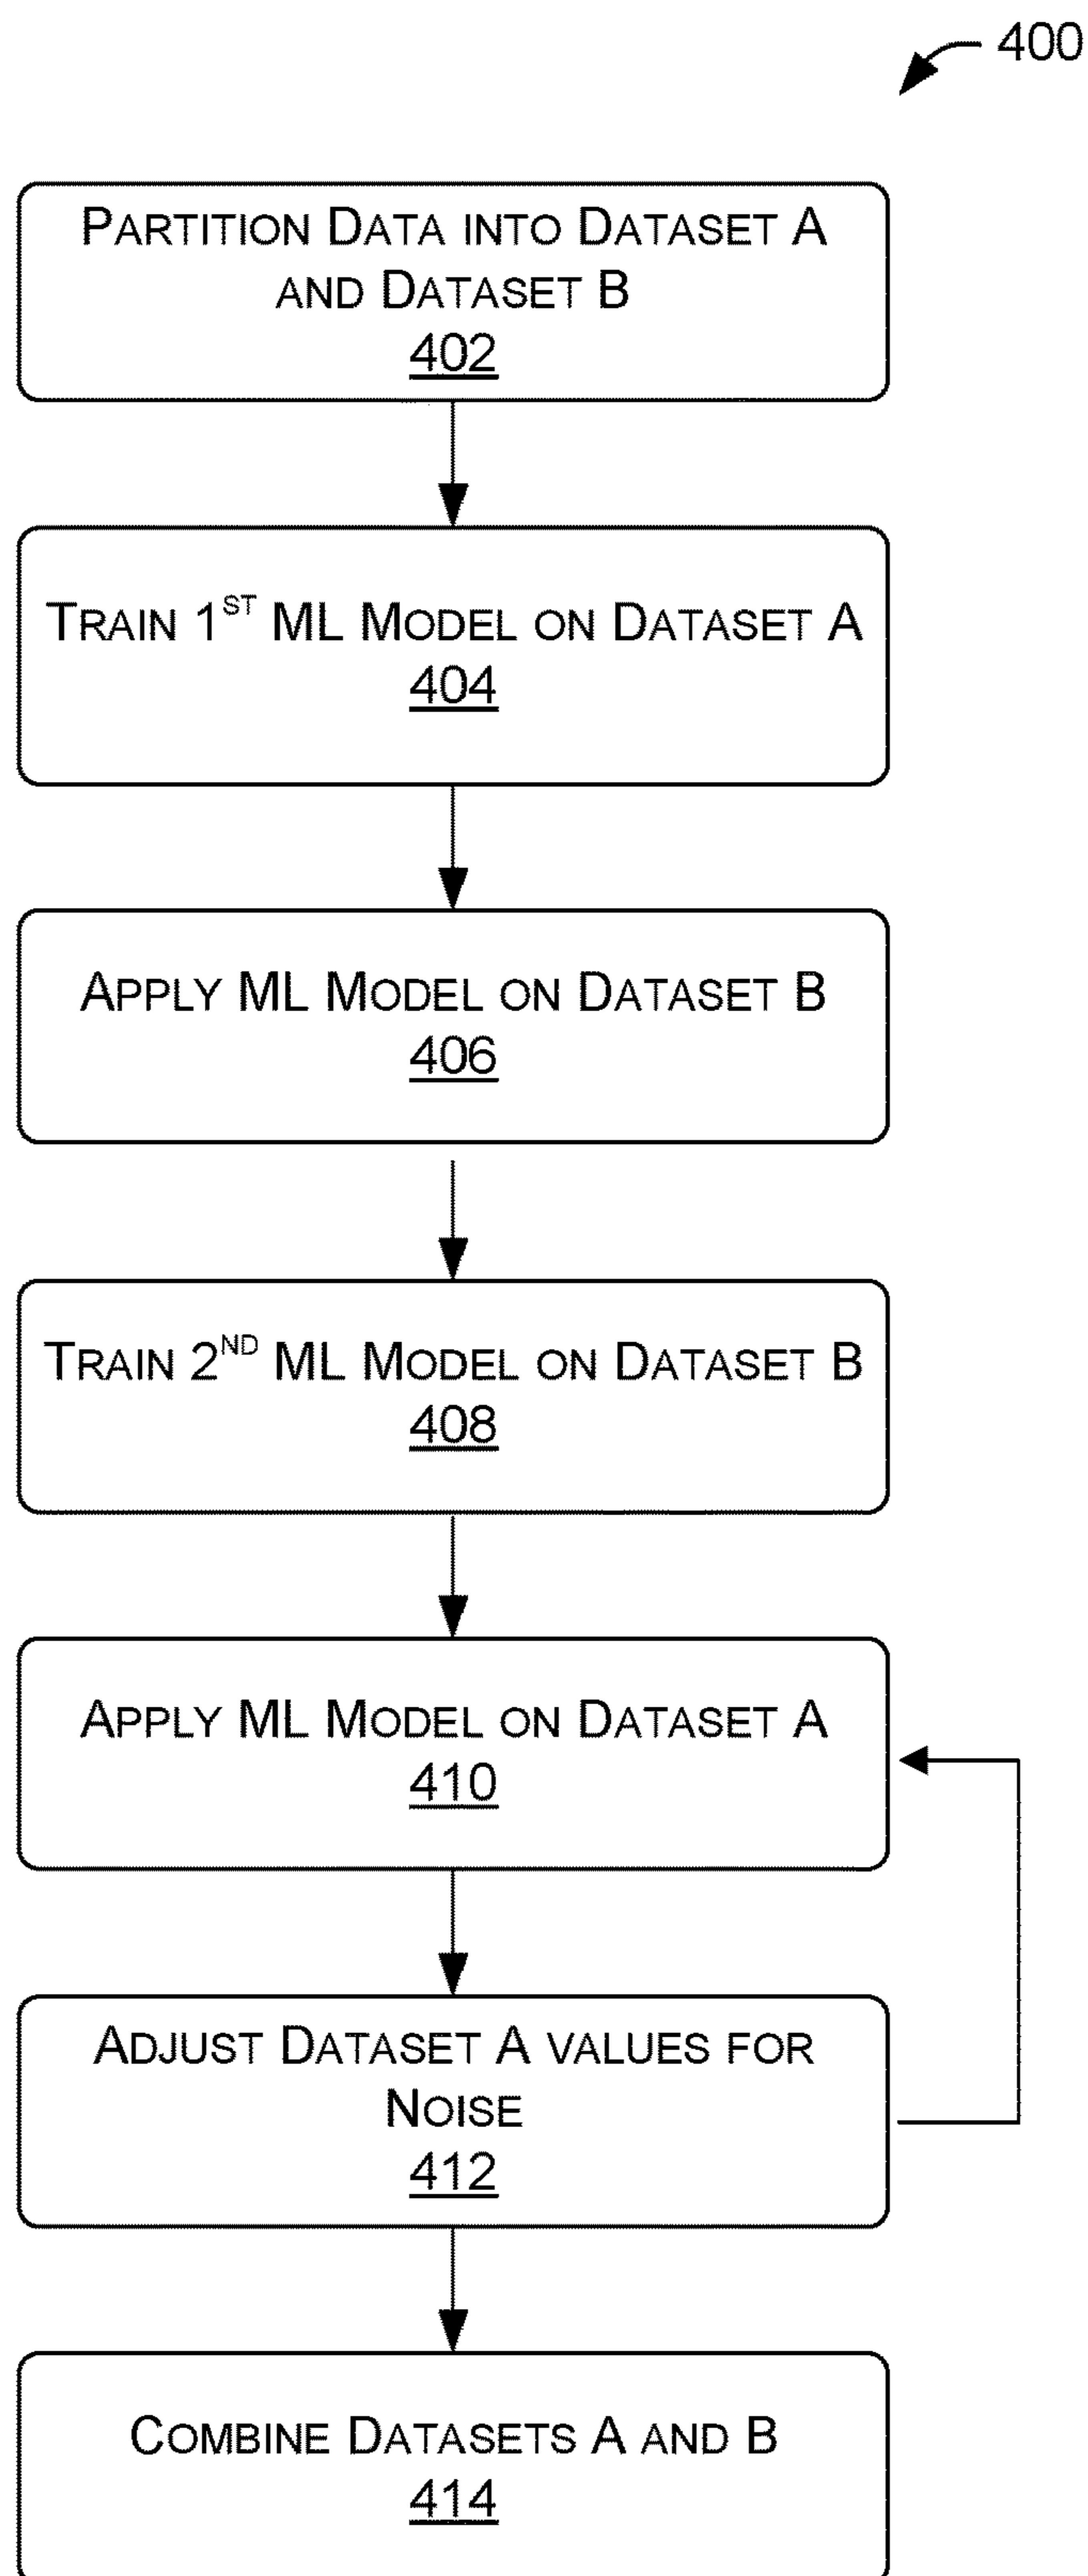 400
PARTITION DATA INTO DATASET A
AND DATASET B
402
TRAIN 1ST ML MODEL ON DATASET A
404
APPLY ML MODEL ON DATASET B
406
TRAIN 2ND ML MODEL ON DATASET B
408
APPLY ML MODEL ON DATASET A
410
ADJUST DATASET A VALUES FOR
NOISE
412
COMBINE DATASETS A AND B
414